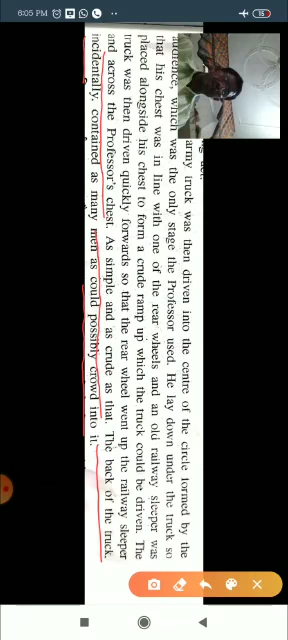 6:05 PM
15
army truck was then driven into the centre of the circle formed by the
audience, which was the only stage the Professor used. He lay down under the truck so
that his chest was in line with one of the rear wheels and an old railway sleeper was
placed alongside his chest to form a crude ramp up which the truck could be driven. The
truck was then driven quickly forwards so that the rear wheel went up the railway sleeper
and across the Professor's chest. As simple and as crude as that. The back of the truck,
incidentally, contained as many men as could possibly crowd into it.